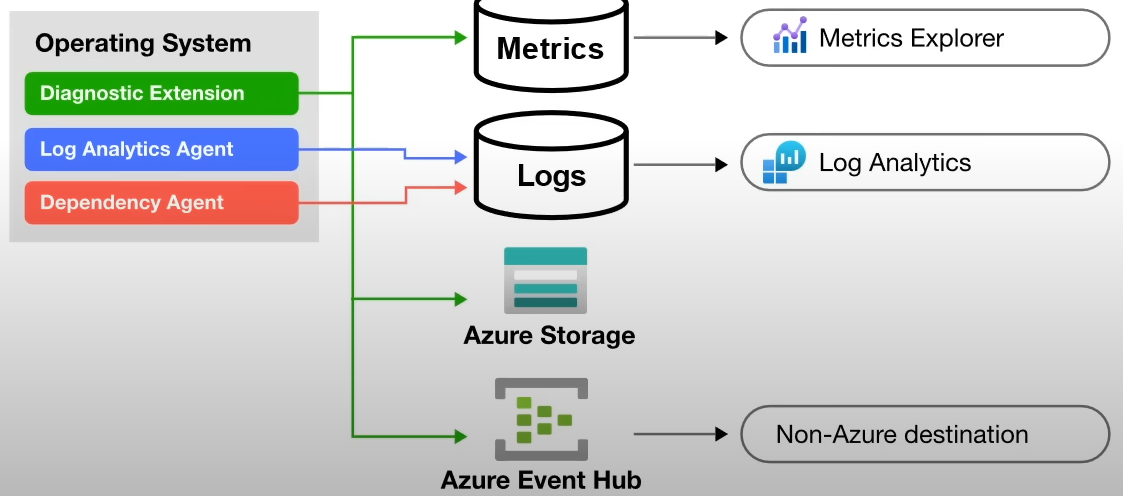 Operating System
Diagnostic Extension
Log Analytics Agent
Dependency Agent
Metrics
Metrics Explorer
Logs
Log Analytics
Azure Storage
Azure Event Hub
Non-Azure destination